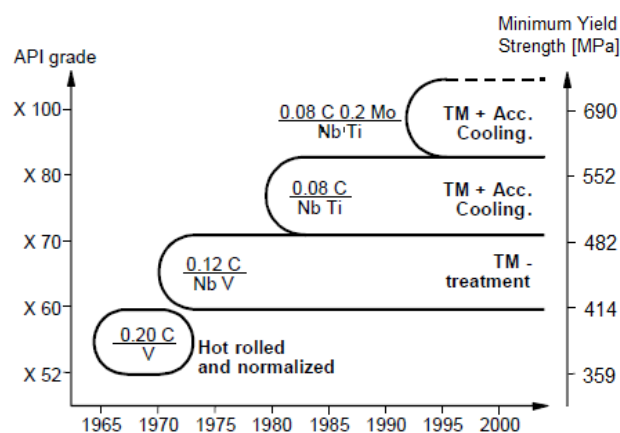 Minimum Yield
Strength [MPa]
API grade
X 100
0.08 C 0.2 Mo
Nb Ti
TM + Acc.
Cooling.
690
X 80
0.08 C
Nb Ti
TM + Acc.
Cooling.
552
X 70
482
0.12 C
Nb V
TM -
treatment
X 60
414
0.20 C
V
Hot rolled
and normalized
X 52
359
1965 1970 1975 1980 1985 1990 1995 2000